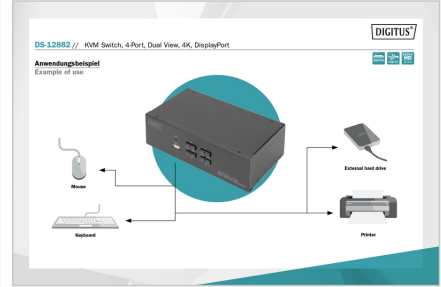 DIGITUS®
DS-12882 // KVM Switch, 4-Port, Dual View, 4K, DisplayPort
Anwendungsbeispiel
Example of use
HD
External hard drive
Mouse
Keyboard
Printer